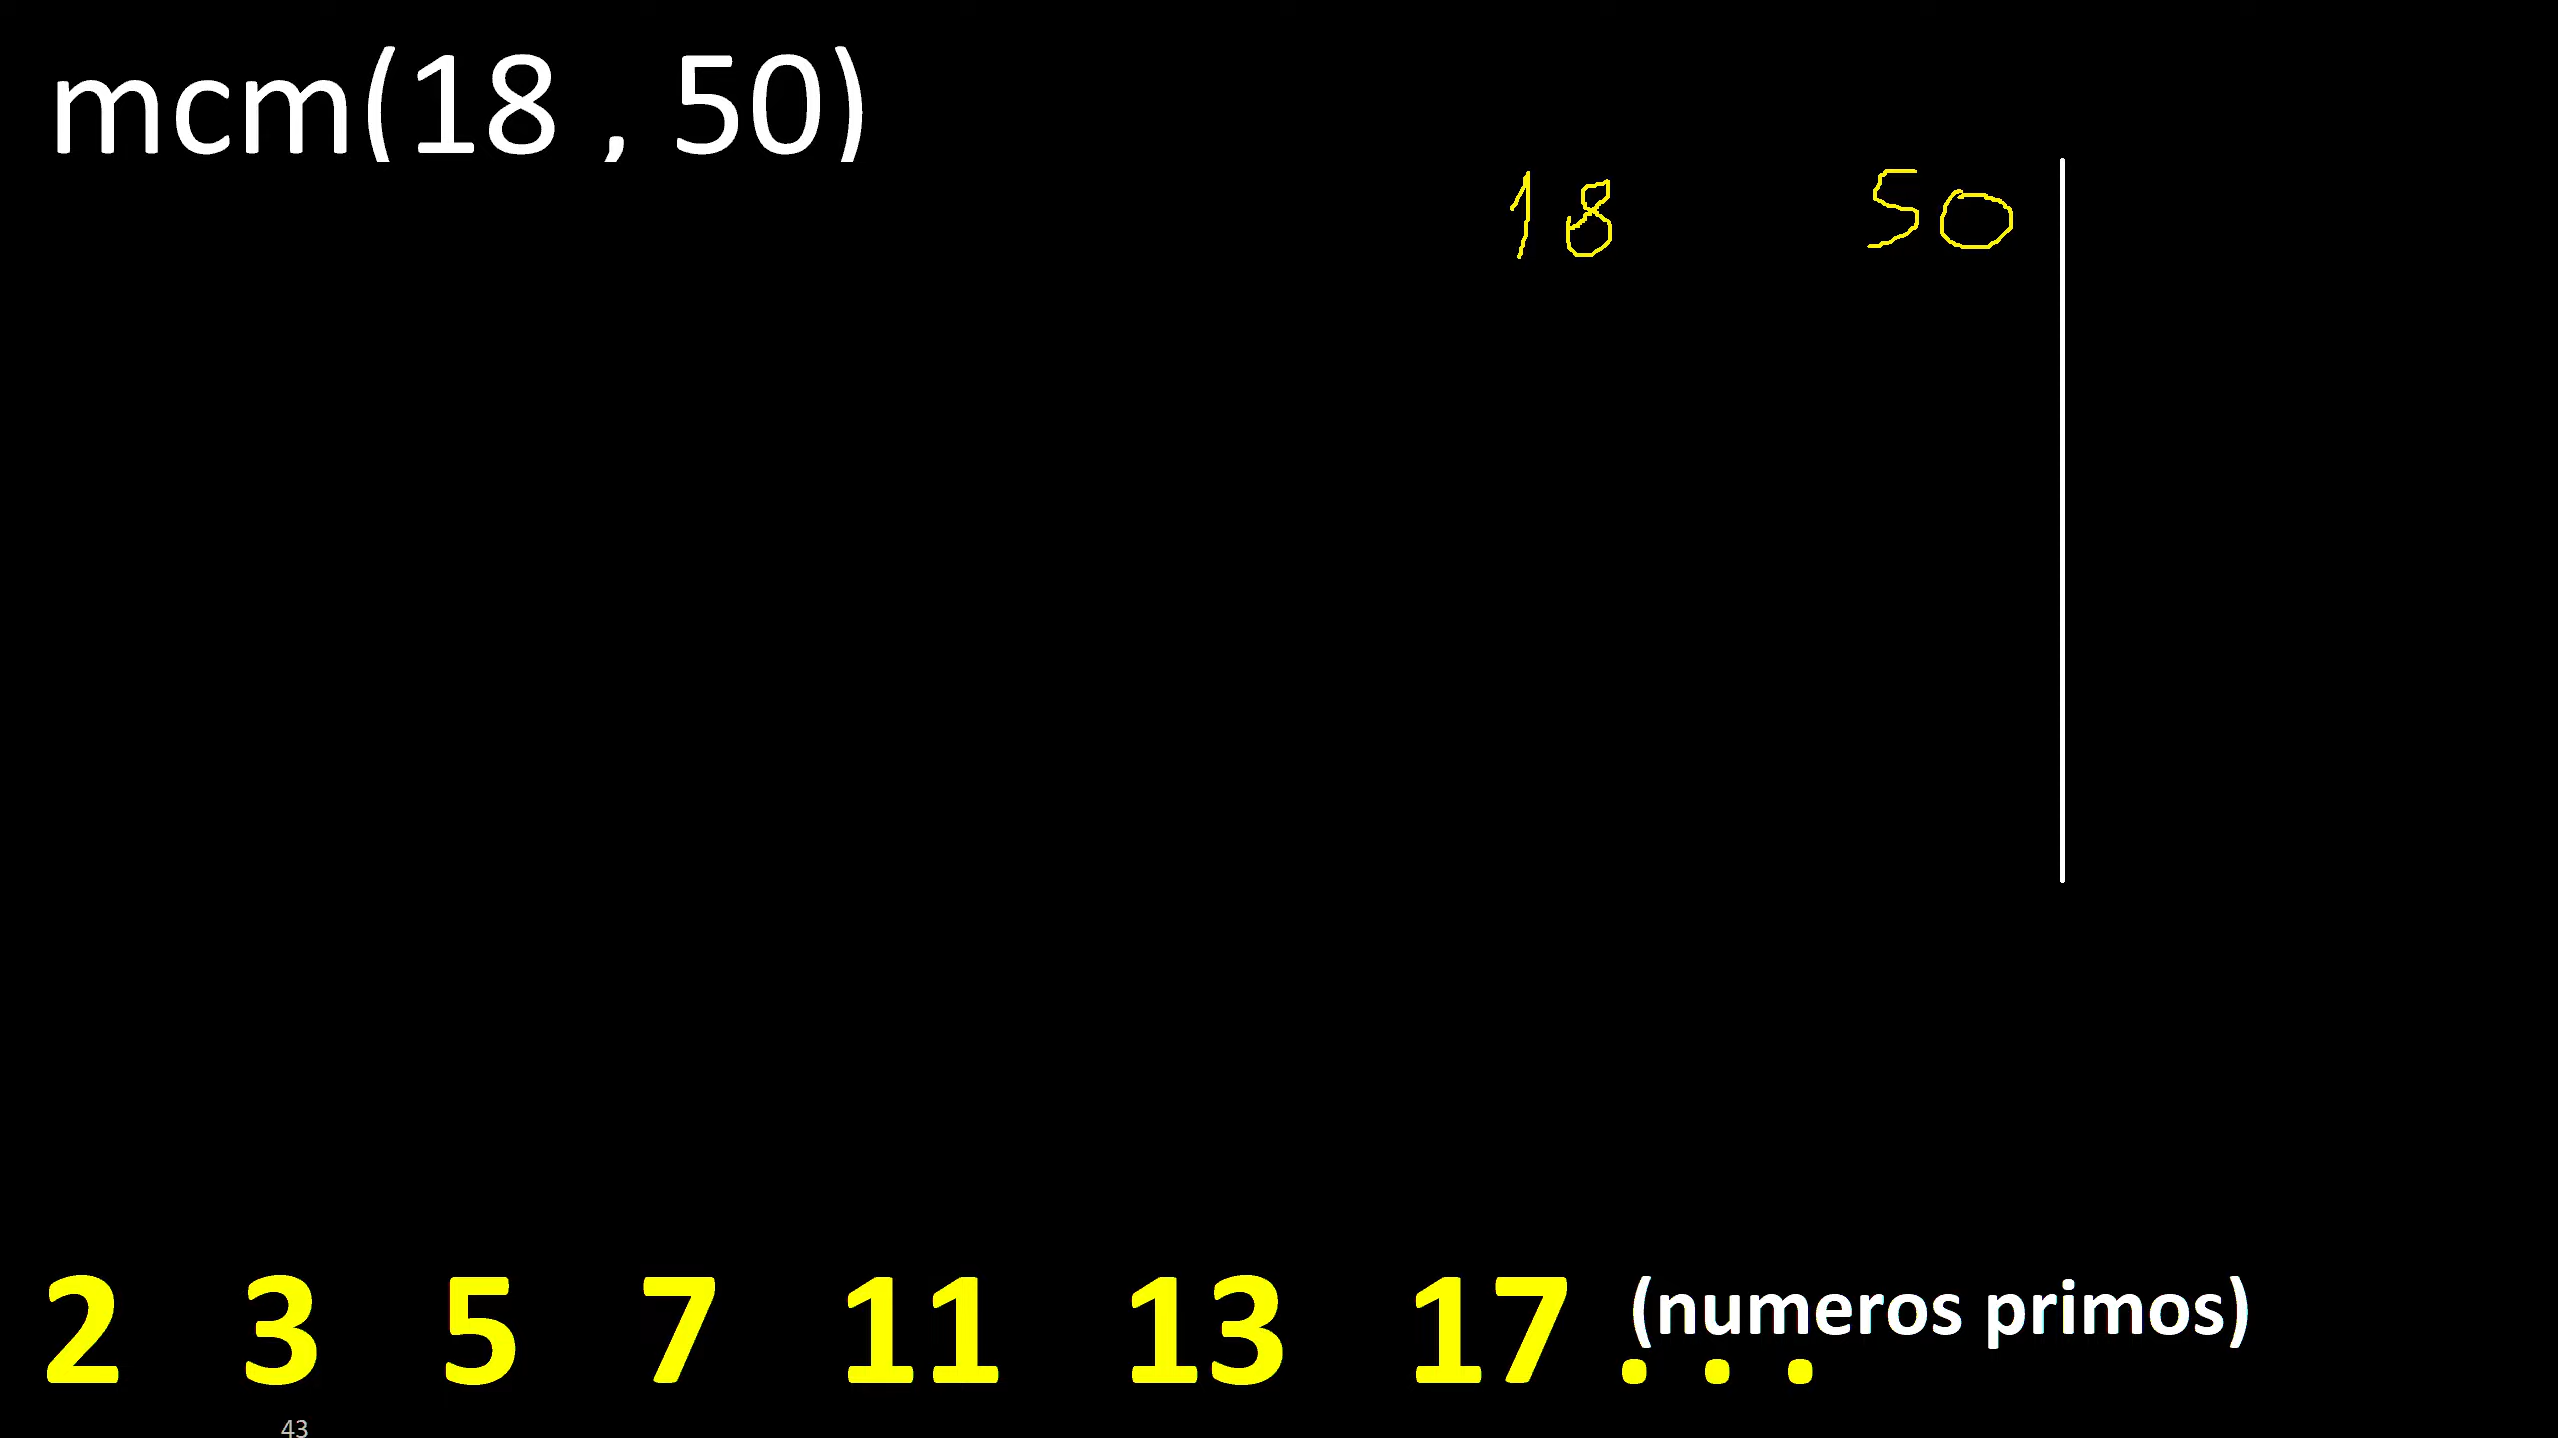 mcm(18 , 50)
18 50
2 3 5 7 11 13 17 . . . (numeros primos)
43